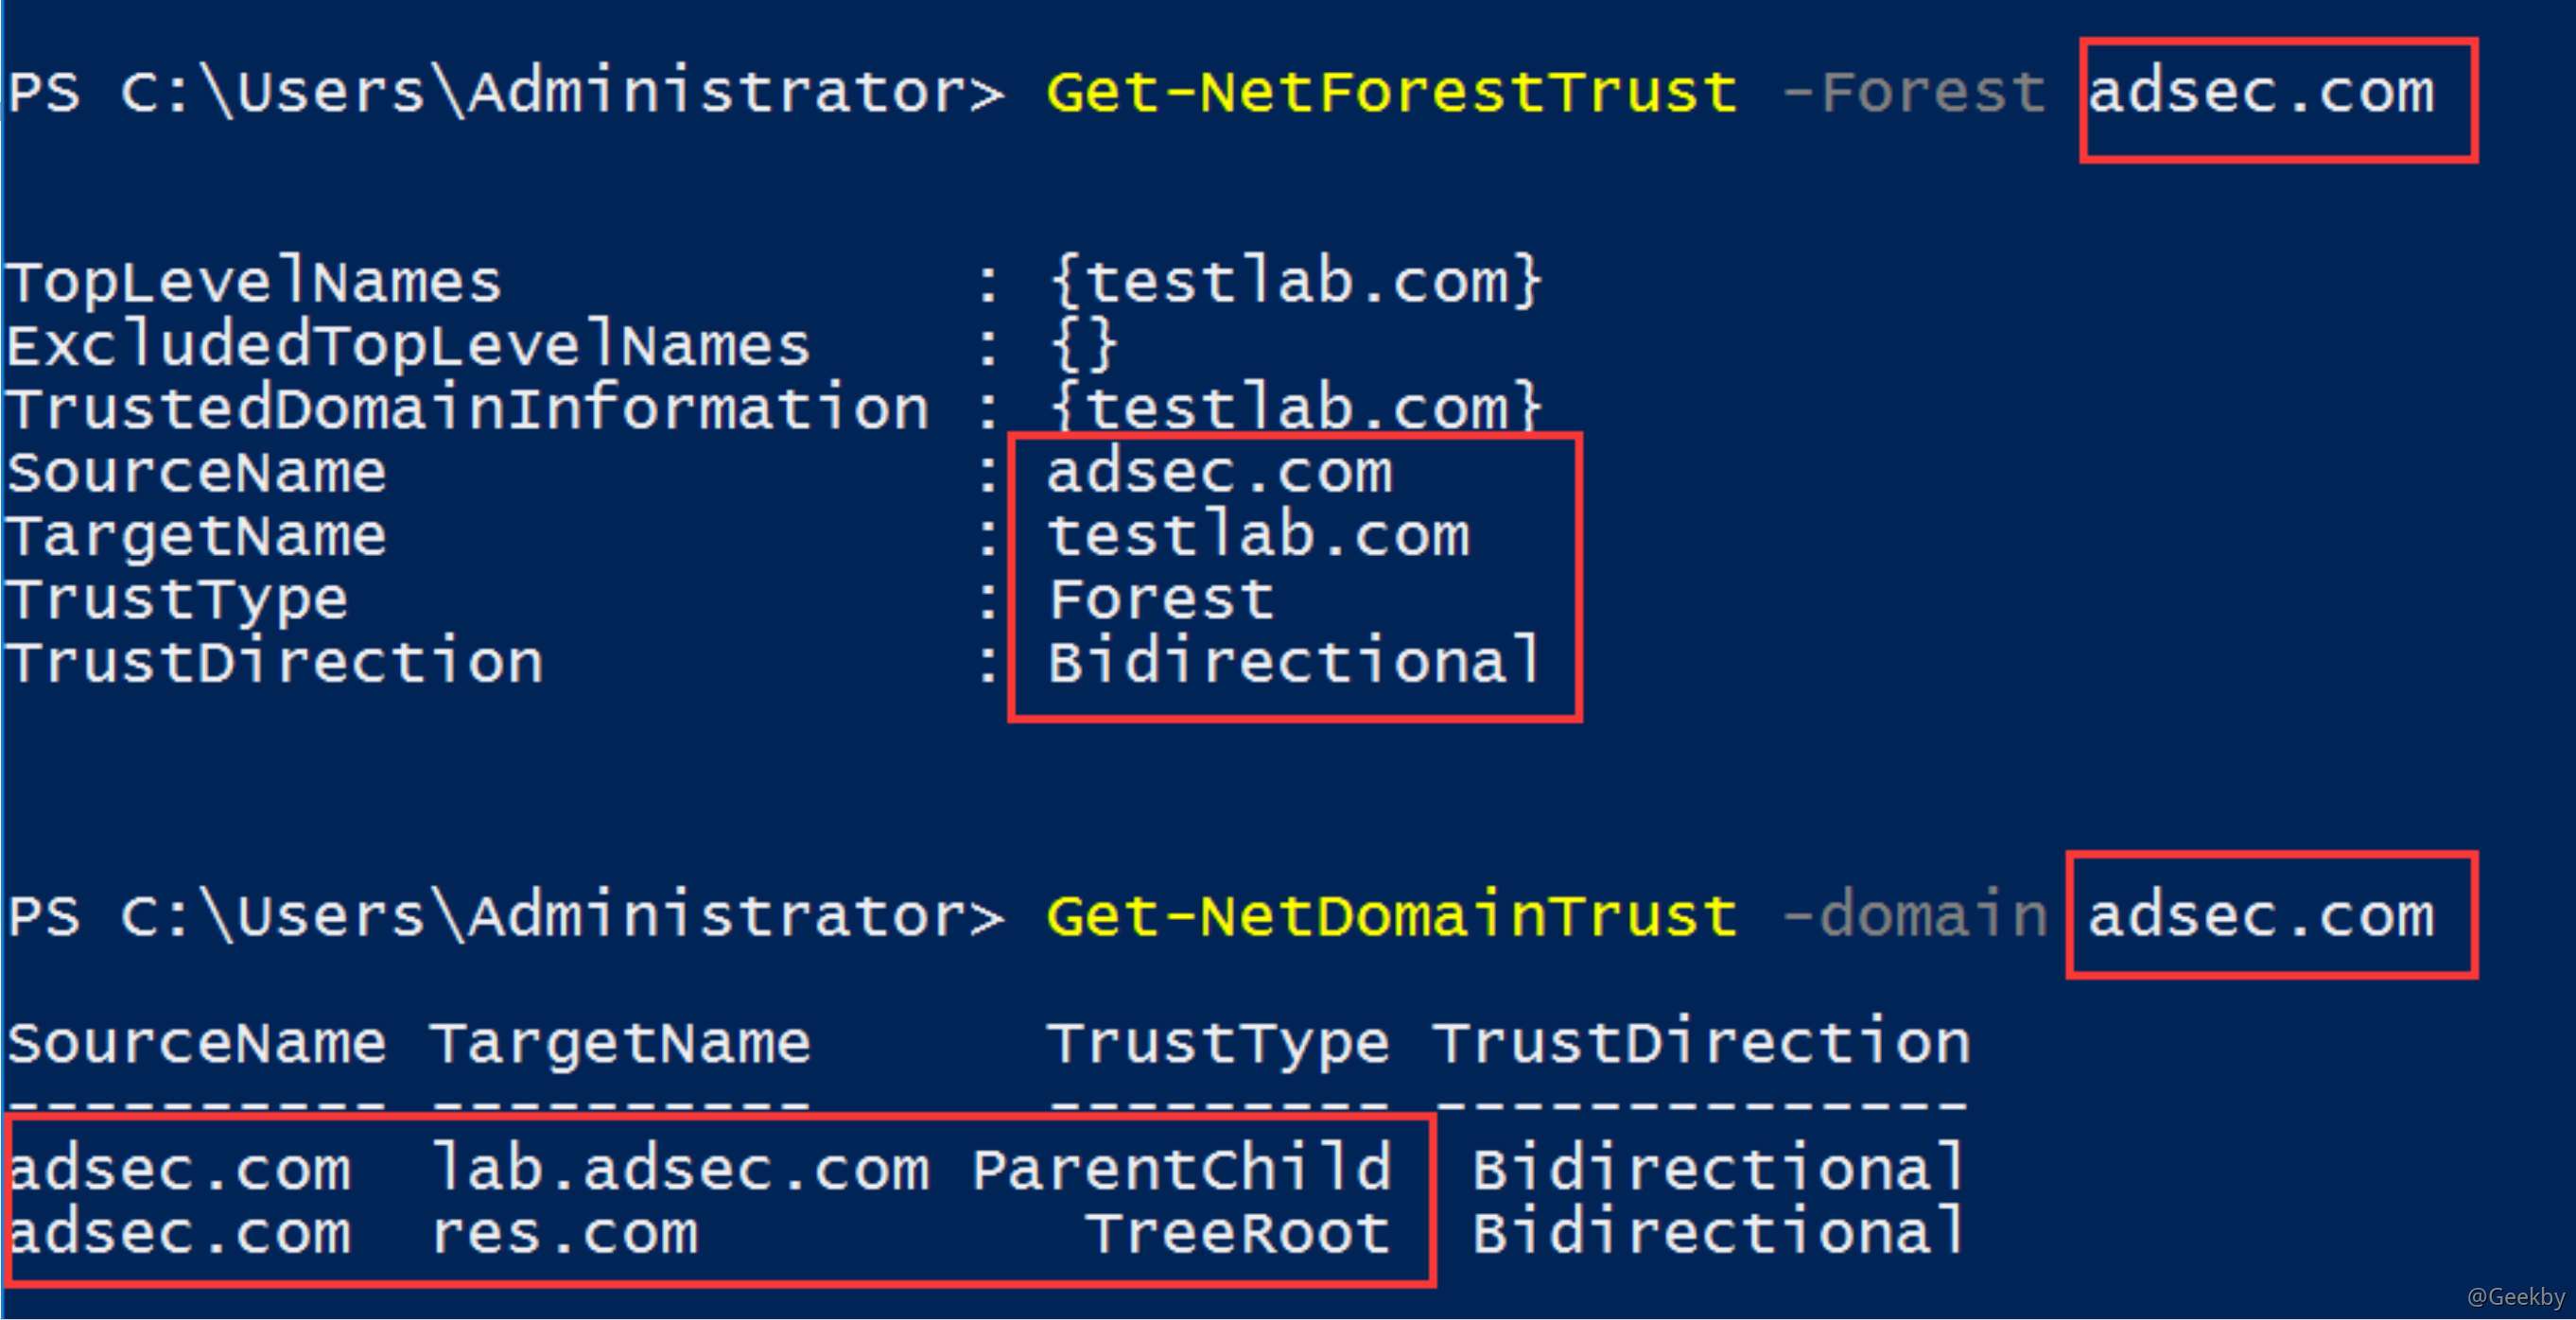 PS C:\Users\Administrator> Get-NetForestTrust -Forest adsec.com
TopLevelNames : {testlab.com}
ExcludedTopLevelNames : {}
TrustedDomainInformation : {testlab.com}
SourceName : adsec.com
TargetName : testlab.com
TrustType : Forest
TrustDirection : Bidirectional
PS C:\Users\Administrator> Get-NetDomainTrust -domain adsec.com
SourceName TargetName TrustType TrustDirection
---------- ---------- --------- --------------
adsec.com lab.adsec.com ParentChild Bidirectional
adsec.com res.com TreeRoot Bidirectional
@Geekby